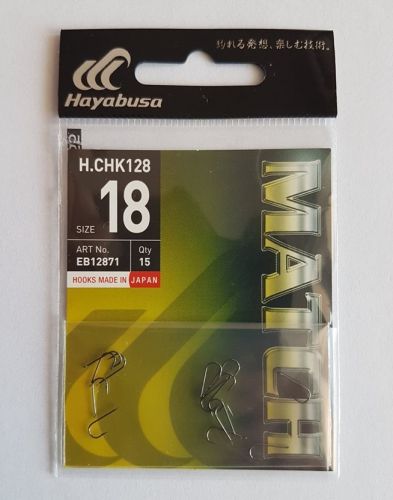 釣れる発想、楽しむ技術。
Hayabusa
H.CHK128
SIZE 18
ART No. Qty
EB12871 15
HOOKS MADE IN JAPAN
MATCH